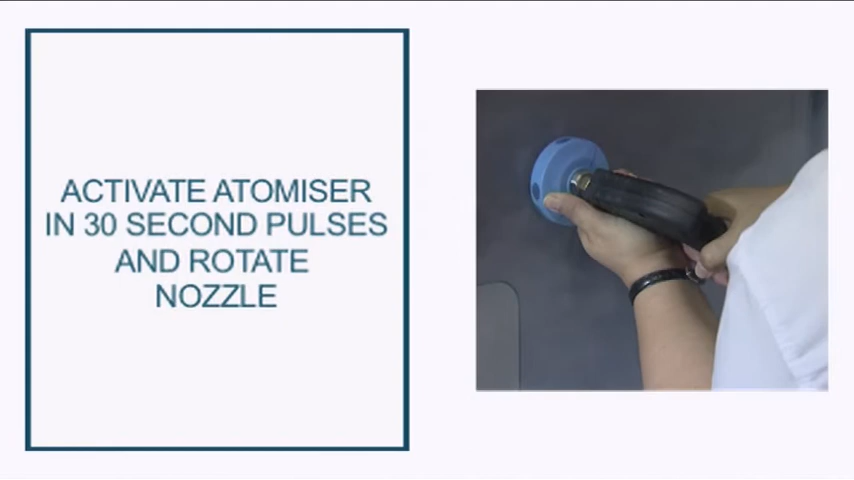 ACTIVATE ATOMISER
IN 30 SECOND PULSES
AND ROTATE
NOZZLE